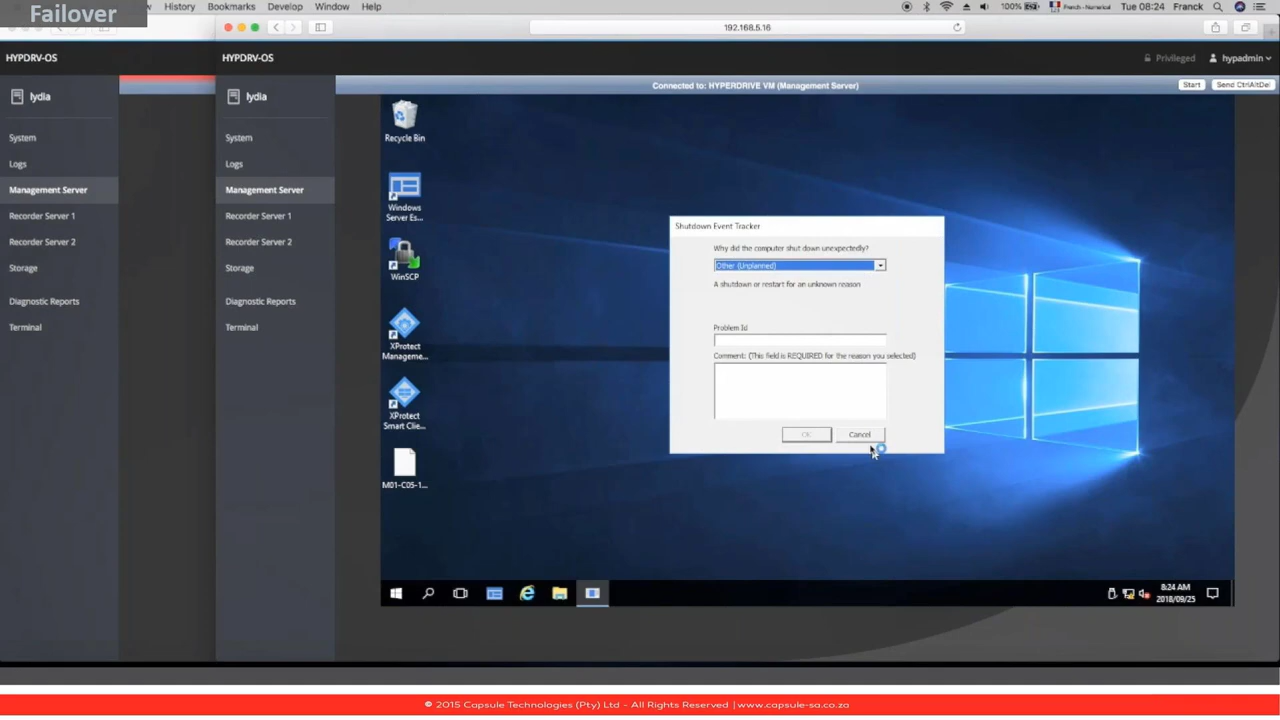 Failover
History Bookmarks Develop Window Help
100% French - Numerical Tue 08:24 Franck
192.168.5.16
HYPDRV-OS
lydia
System
Logs
Management Server
Recorder Server 1
Recorder Server 2
Storage
Diagnostic Reports
Terminal
HYPDRV-OS
Privileged hypadmin
lydia
System
Logs
Management Server
Recorder Server 1
Recorder Server 2
Storage
Diagnostic Reports
Terminal
Connected to: HYPERDRIVE VM (Management Server)
Start Send CtrlAltDel
Recycle Bin
Windows
Server Es...
WinSCP
XProtect
Manageme...
XProtect
Smart Clie...
M01-C05-1...
Shutdown Event Tracker
Why did the computer shut down unexpectedly?
Other (Unplanned)
A shutdown or restart for an unknown reason
Problem Id
Comment: (This field is REQUIRED for the reason you selected)
OK Cancel
8:24 AM
2018/09/25
© 2015 Capsule Technologies (Pty) Ltd - All Rights Reserved | www.capsule-sa.co.za